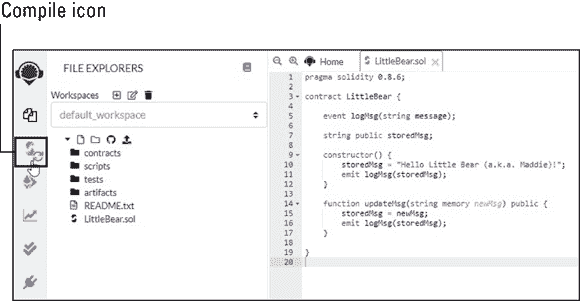 Compile icon
FILE EXPLORERS
Workspaces
default_workspace
contracts
scripts
tests
artifacts
README.txt
LittleBear.sol
Home LittleBear.sol
1 pragma solidity 0.8.6;
2
3 contract LittleBear {
4
5 event logMsg(string message);
6
7 string public storedMsg;
8
9 constructor() {
10 storedMsg = "Hello Little Bear (a.k.a. Maddie)!";
11 emit logMsg(storedMsg);
12 }
13
14 function updateMsg(string memory newMsg) public {
15 storedMsg = newMsg;
16 emit logMsg(storedMsg);
17 }
18
19 }
20